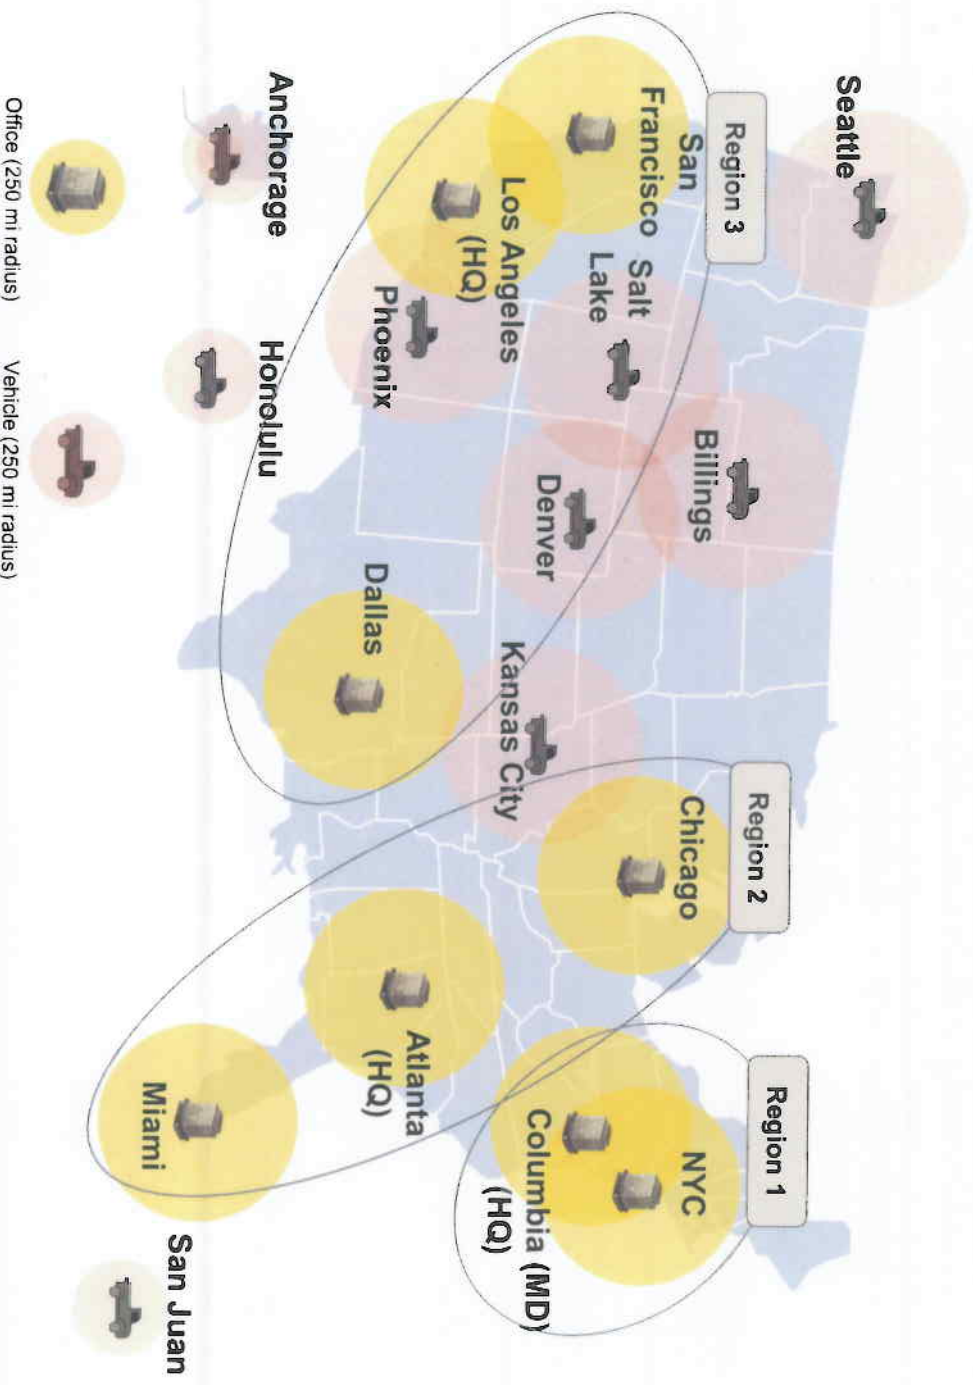 Seattle
Region 3
San
Francisco
Los Angeles
(HQ)
Salt
Lake
Phoenix
Billings
Denver
Kansas City
Dallas
Region 2
Chicago
Atlanta
(HQ)
Miami
Region 1
NYC
Columbia (MD)
(HQ)
Anchorage
Honolulu
San Juan
Office (250 mi radius)
Vehicle (250 mi radius)